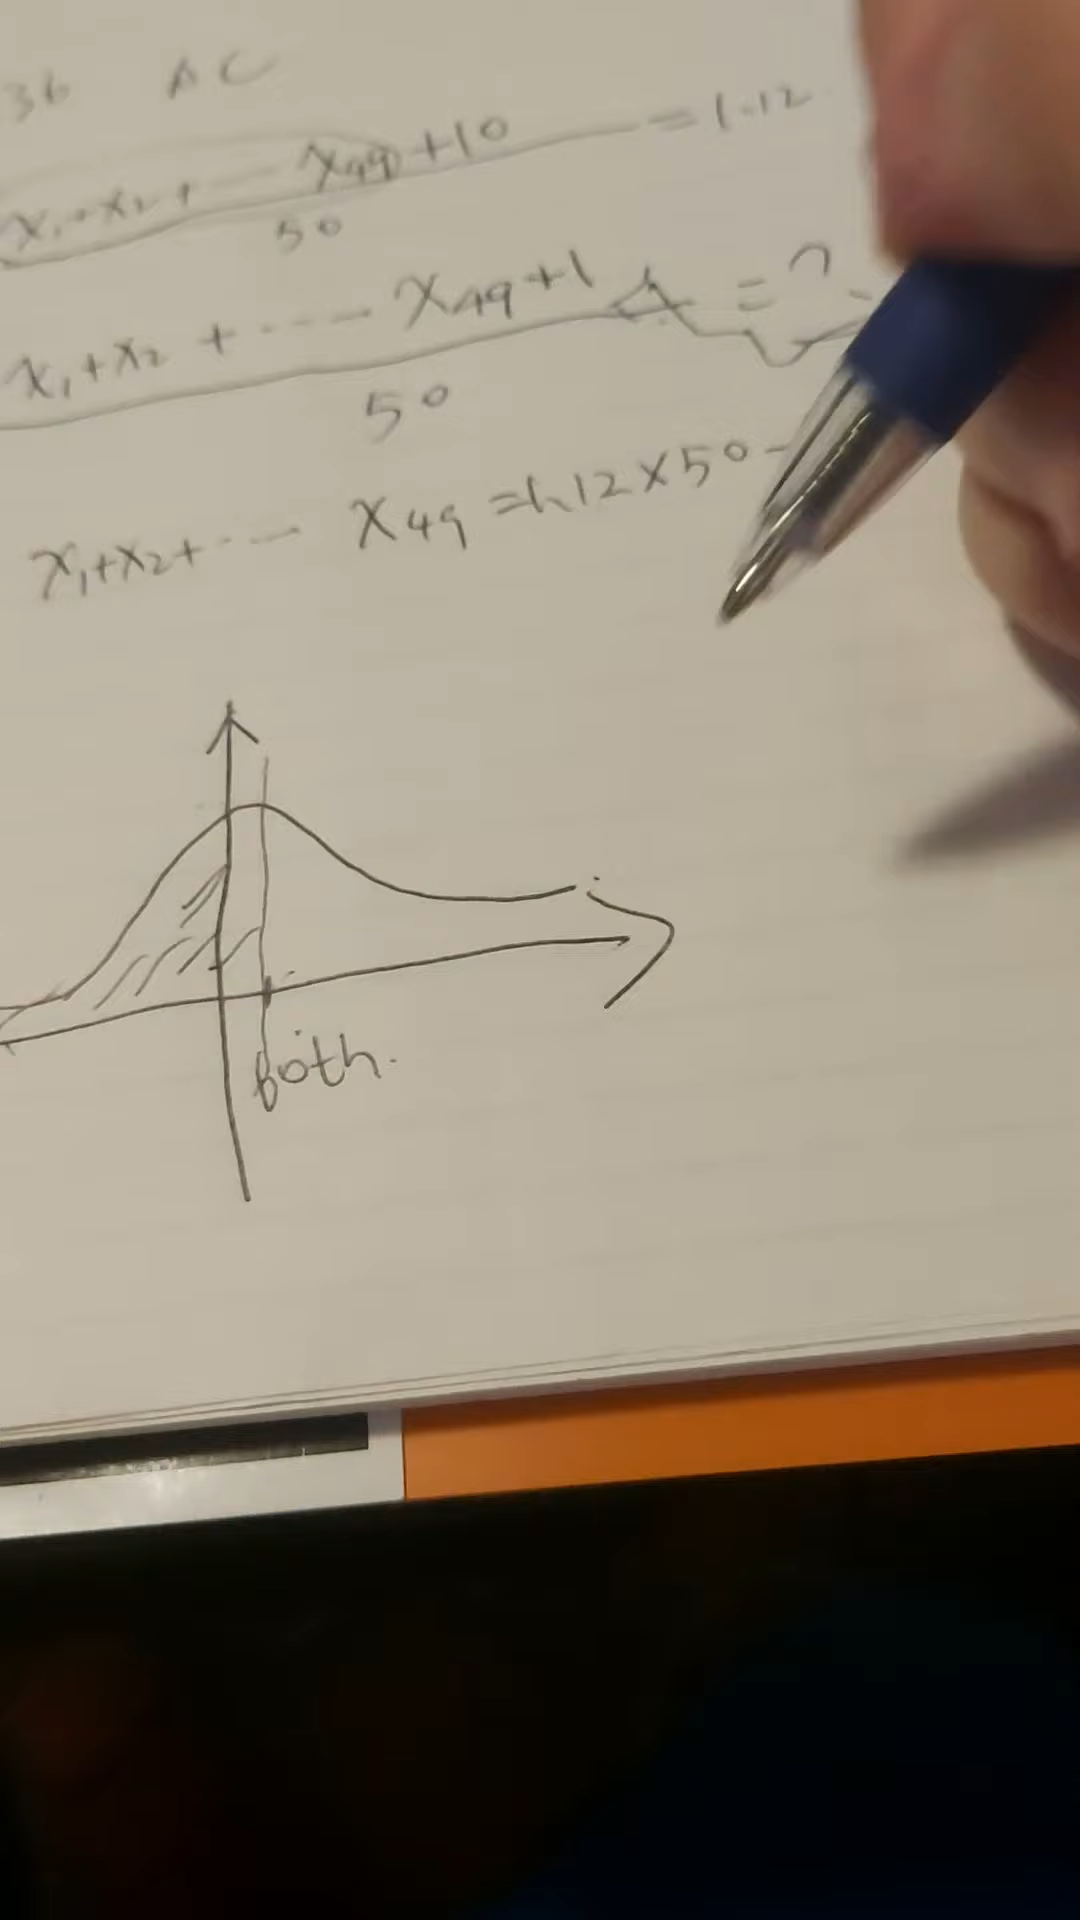 36 AC
x₁+x₂+ --- x₄₉+10 / 50 = 1.12
x₁+x₂ + ---- x₄₉+1 / 50 = ?
x₁+x₂+ --- x₄₉ = 1.12×50-
both.